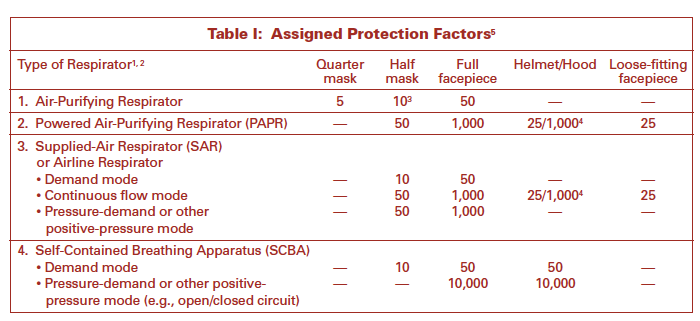 Table I: Assigned Protection Factors⁵
Type of Respirator¹,² Quarter mask Half mask Full facepiece Helmet/Hood Loose-fitting facepiece
1. Air-Purifying Respirator 5 10³ 50 — —
2. Powered Air-Purifying Respirator (PAPR) — 50 1,000 25/1,000⁴ 25
3. Supplied-Air Respirator (SAR)
or Airline Respirator
• Demand mode — 10 50 — —
• Continuous flow mode — 50 1,000 25/1,000⁴ 25
• Pressure-demand or other — 50 1,000 — —
positive-pressure mode
4. Self-Contained Breathing Apparatus (SCBA)
• Demand mode — 10 50 50 —
• Pressure-demand or other positive- — — 10,000 10,000 —
pressure mode (e.g., open/closed circuit)